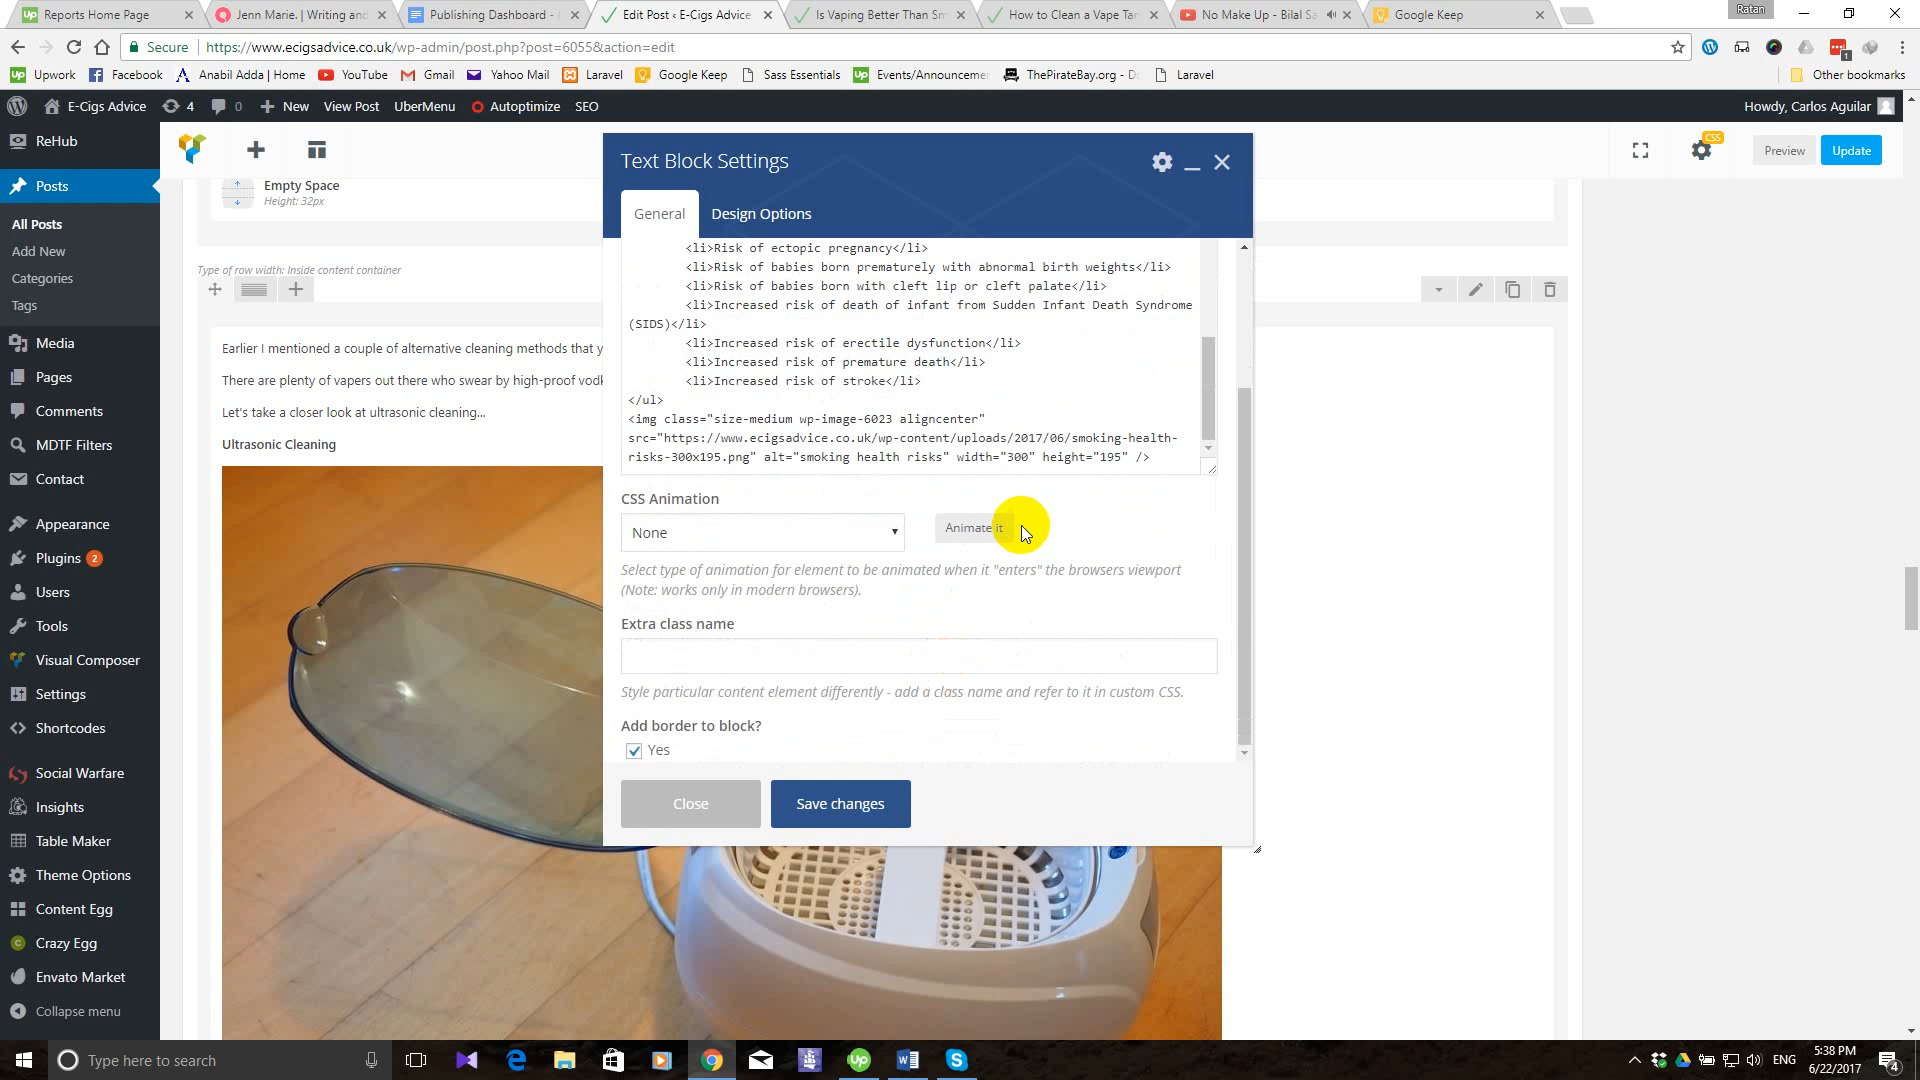 Reports Home Page
Jenn Marie. | Writing and
Publishing Dashboard -
Edit Post ‹ E-Cigs Advice
Is Vaping Better Than Sm
How to Clean a Vape Tan
No Make Up - Bilal Sa
Google Keep
Ratan
Secure
https://www.ecigsadvice.co.uk/wp-admin/post.php?post=6055&action=edit
Upwork
Facebook
Anabil Adda | Home
YouTube
Gmail
Yahoo Mail
Laravel
Google Keep
Sass Essentials
Events/Announcemen
ThePirateBay.org - Do
Laravel
Other bookmarks
E-Cigs Advice
4
0
New
View Post
UberMenu
Autoptimize
SEO
Howdy, Carlos Aguilar
ReHub
Posts
All Posts
Add New
Categories
Tags
Media
Pages
Comments
MDTF Filters
Contact
Appearance
Plugins 2
Users
Tools
Visual Composer
Settings
Shortcodes
Social Warfare
Insights
Table Maker
Theme Options
Content Egg
Crazy Egg
Envato Market
Collapse menu
CSS
Preview
Update
Empty Space
Height: 32px
Type of row width: Inside content container
Earlier I mentioned a couple of alternative cleaning methods that y
There are plenty of vapers out there who swear by high-proof vodk
Let's take a closer look at ultrasonic cleaning...
Ultrasonic Cleaning
Text Block Settings
General
Design Options
<li>Risk of ectopic pregnancy</li>
<li>Risk of babies born prematurely with abnormal birth weights</li>
<li>Risk of babies born with cleft lip or cleft palate</li>
<li>Increased risk of death of infant from Sudden Infant Death Syndrome
(SIDS)</li>
<li>Increased risk of erectile dysfunction</li>
<li>Increased risk of premature death</li>
<li>Increased risk of stroke</li>
</ul>
<img class="size-medium wp-image-6023 aligncenter"
src="https://www.ecigsadvice.co.uk/wp-content/uploads/2017/06/smoking-health-
risks-300x195.png" alt="smoking health risks" width="300" height="195" />
CSS Animation
None
Animate it
Select type of animation for element to be animated when it "enters" the browsers viewport
(Note: works only in modern browsers).
Extra class name
Style particular content element differently - add a class name and refer to it in custom CSS.
Add border to block?
Yes
Close
Save changes
Type here to search
ENG
5:38 PM
6/22/2017
4